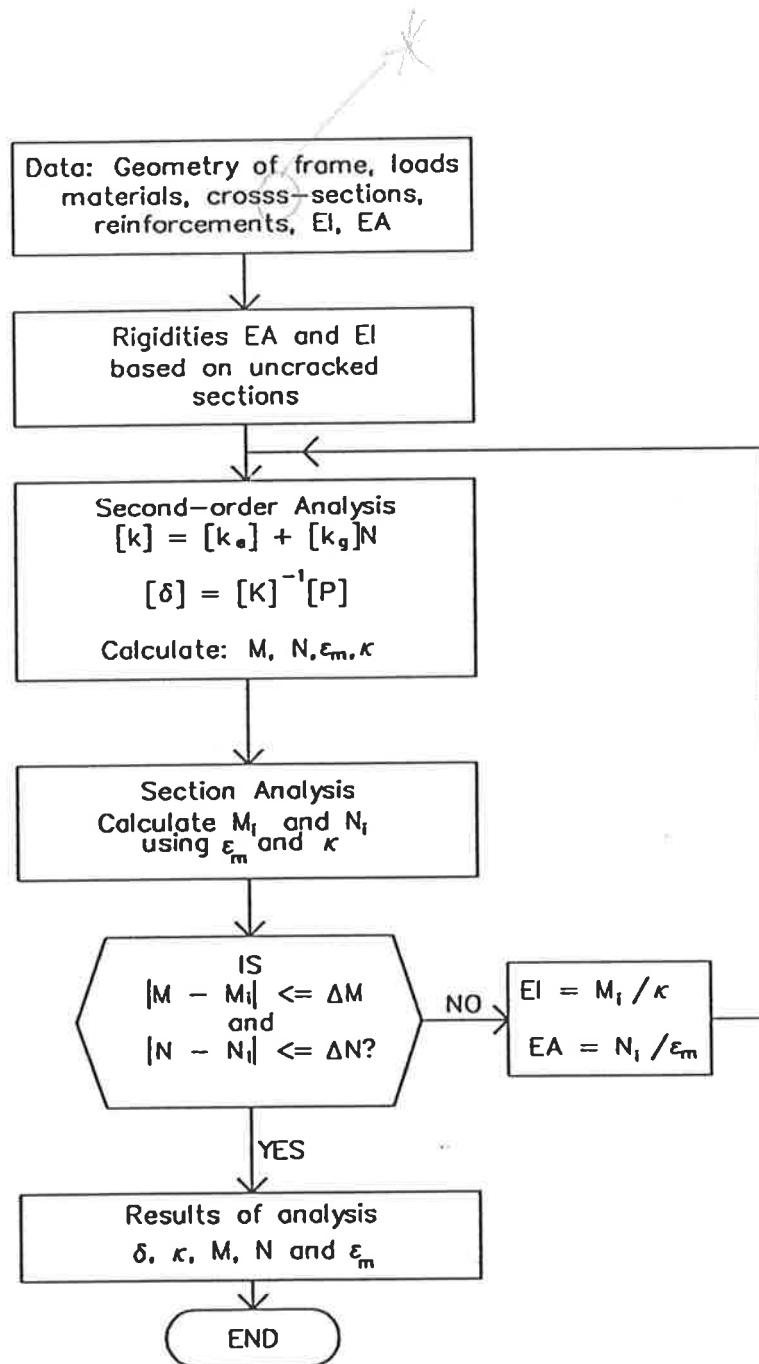 Data: Geometry of frame, loads
materials, crosss-sections,
reinforcements, EI, EA
Rigidities EA and EI
based on uncracked
sections
Second-order Analysis
[k] = [kₑ] + [k_g]N
[δ] = [K]⁻¹[P]
Calculate: M, N, εₘ, κ
Section Analysis
Calculate Mᵢ and Nᵢ
using εₘ and κ
IS
|M - Mᵢ| <= ΔM
and
|N - Nᵢ| <= ΔN?
NO
EI = Mᵢ / κ
EA = Nᵢ / εₘ
YES
Results of analysis
δ, κ, M, N and εₘ
END